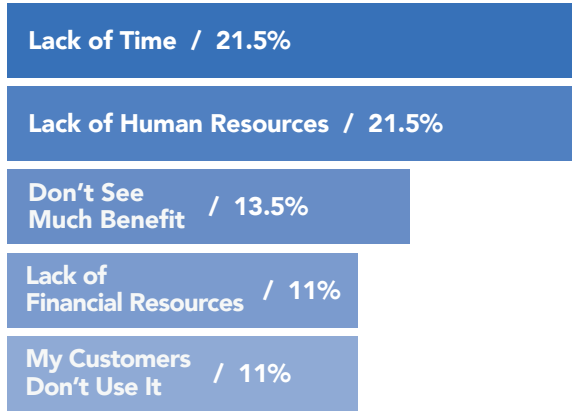 Lack of Time / 21.5%
Lack of Human Resources / 21.5%
Don’t See
Much Benefit / 13.5%
Lack of
Financial Resources / 11%
My Customers
Don’t Use It / 11%